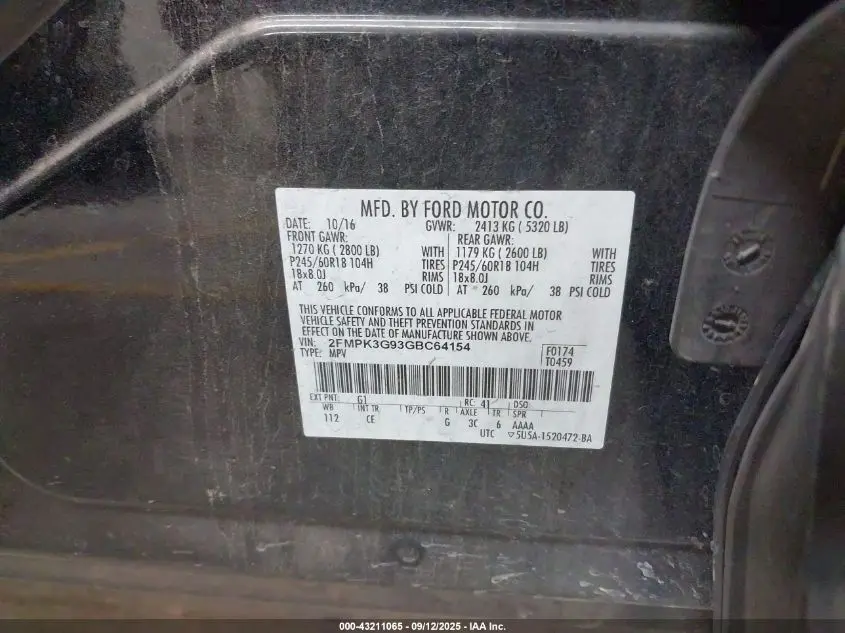 MFD. BY FORD MOTOR CO.
DATE: 10/16 GVWR: 2413 KG ( 5320 LB)
FRONT GAWR: REAR GAWR:
1270 KG ( 2800 LB) WITH 1179 KG ( 2600 LB) WITH
P245/60R18 104H TIRES P245/60R18 104H TIRES
18x8.0J RIMS 18x8.0J RIMS
AT 260 kPa/ 38 PSI COLD AT 260 kPa/ 38 PSI COLD
THIS VEHICLE CONFORMS TO ALL APPLICABLE FEDERAL MOTOR
VEHICLE SAFETY AND THEFT PREVENTION STANDARDS IN
EFFECT ON THE DATE OF MANUFACTURE SHOWN ABOVE.
VIN: 2FMPK3G93GBC64154 F0174
TYPE: MPV T0459
EXT PNT: G1 RC: 41 DSO:
WB INT TR TP/PS R AXLE TR SPR
112 CE G 3C 6 AAAA
UTC ▽5U5A-1520472-BA
000-43211065 - 09/12/2025 - IAA Inc.